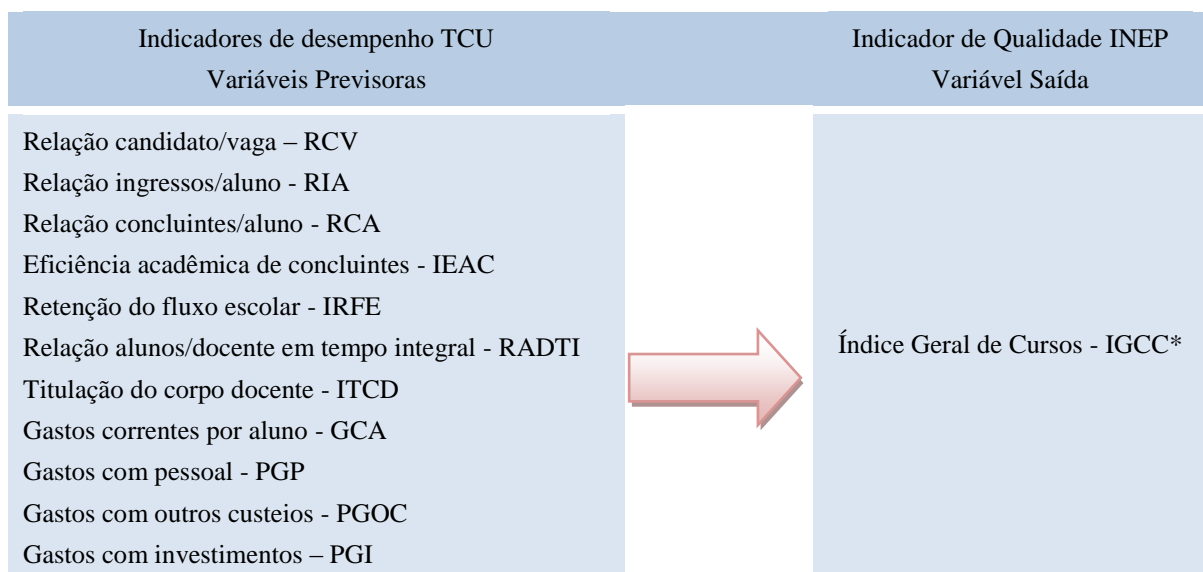 Indicadores de desempenho TCU
Variáveis Previsoras
Indicador de Qualidade INEP
Variável Saída
Relação candidato/vaga – RCV
Relação ingressos/aluno - RIA
Relação concluintes/aluno - RCA
Eficiência acadêmica de concluintes - IEAC
Retenção do fluxo escolar - IRFE
Relação alunos/docente em tempo integral - RADTI
Titulação do corpo docente - ITCD
Gastos correntes por aluno - GCA
Gastos com pessoal - PGP
Gastos com outros custeios - PGOC
Gastos com investimentos – PGI
Índice Geral de Cursos - IGCC*